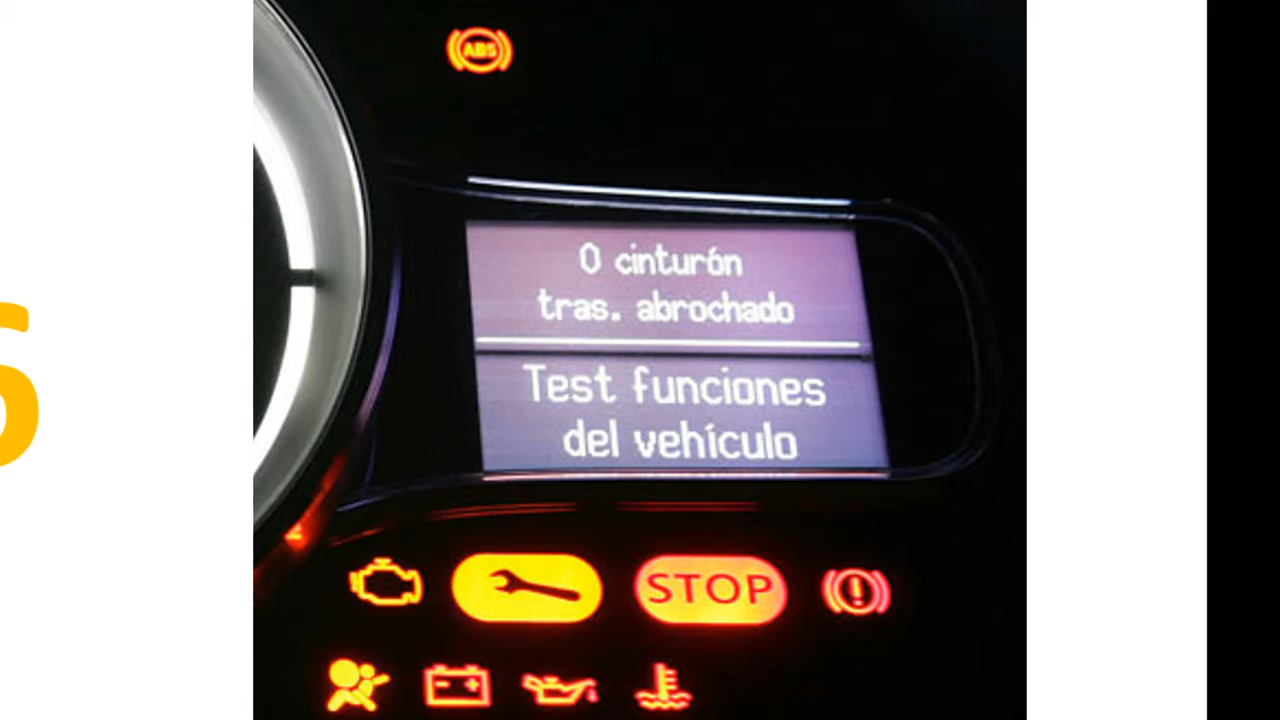 ABS
0 cinturón
tras. abrochado
Test funciones
del vehículo
STOP